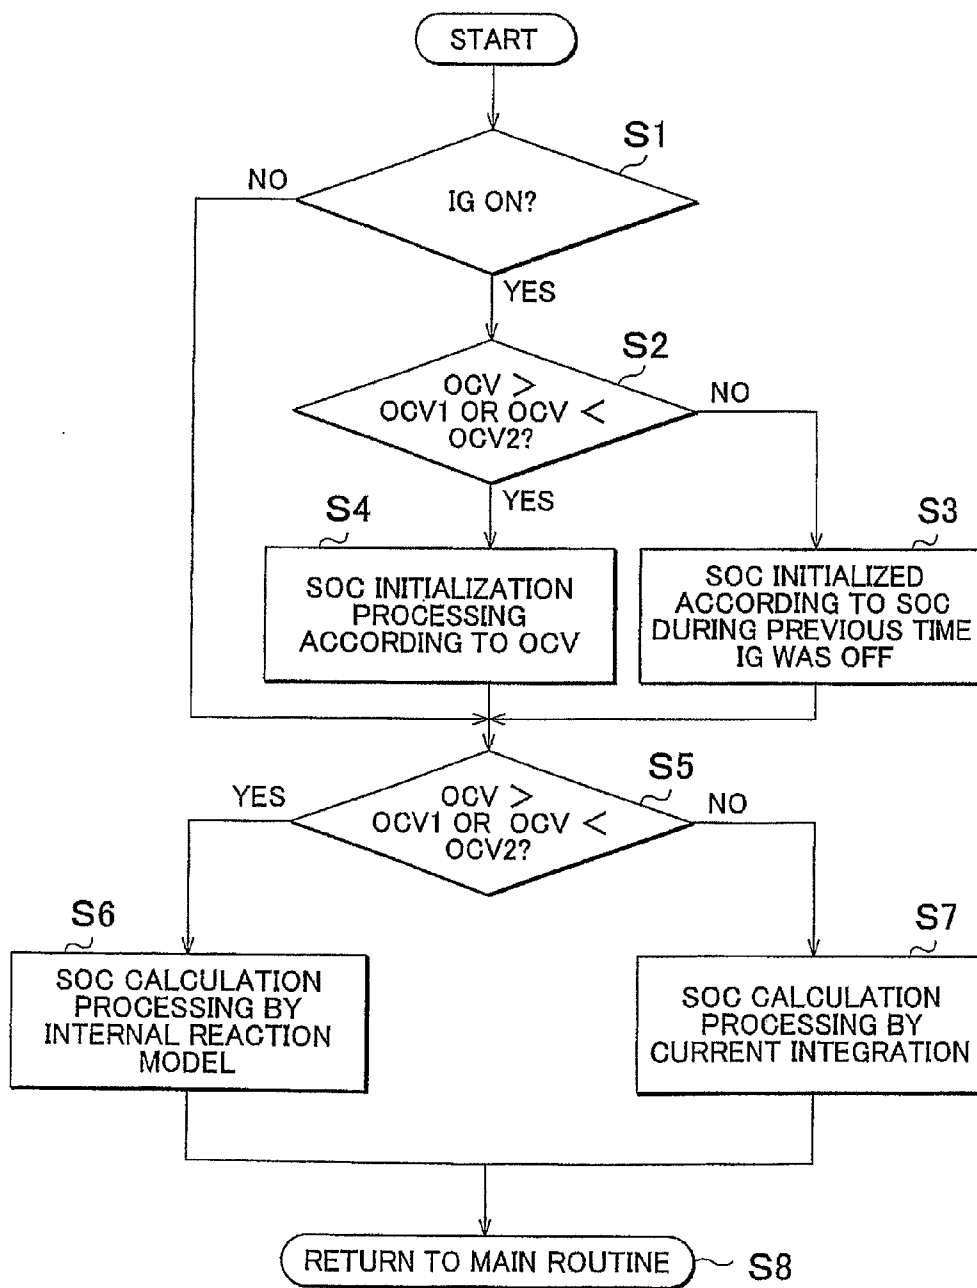 START
S1
NO
IG ON?
YES
S2
OCV >
NO
OCV1 OR OCV <
OCV2?
YES
S4
S3
SOC INITIALIZATION
PROCESSING
ACCORDING TO OCV
SOC INITIALIZED
ACCORDING TO SOC
DURING PREVIOUS TIME
IG WAS OFF
S5
YES
OCV >
NO
OCV1 OR OCV <
OCV2?
S6
S7
SOC CALCULATION
PROCESSING BY
INTERNAL REACTION
MODEL
SOC CALCULATION
PROCESSING BY
CURRENT INTEGRATION
RETURN TO MAIN ROUTINE
S8